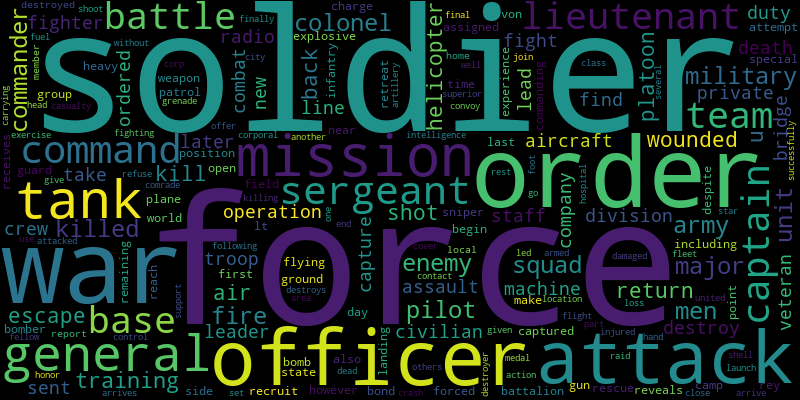 destroyed
shoot
battle
charge
finally
final
von
lieutenant
duty
attempt
fighter
colonel
explosive
assigned
radio
commander
carrying
fuel
member
without
corp
city
home
well
class
several
fight
death
special
heavy
weapon
patrol
grenade
combat
new
back
infantry
retreat
artillery
helicopter
experience
lead
join
commanding
platoon
military
private
soldier
group
head
casualty
ordered
line
time
superior
convoy
find
team
bridge
exercise
fighting
offer
corporal
another
near
intelligence
last
aircraft
wounded
u
successfully
receives
command
later
position
mission
order
guard
give
take
refuse
comrade
kill
open
field
killing
sergeant
rest
foot
go
hospital
company
despite
star
captain
unit
tank
plane
world
operation
one
shot
sniper
staff
division
army
including
fleet
crew
use
attacked
killed
following
lt
end
capture
cover
local
begin
led
armed
damaged
veteran
war
remaining
reach
troop
flying
ground
force
enemy
contact
squad
major
support
first
destroys
area
air
assault
machine
make
location
return
loss
united
point
escape
base
fire
day
pilot
flight
men
destroy
bomber
report
control
leader
landing
civilian
given
captured
part
injured
hand
general
officer
attack
fellow
bomb
state
also
dead
others
destroyer
medal
action
raid
shell
launch
rey
honor
sent
arrives
training
side
set
recruit
however
crash
bond
forced
battalion
gun
rescue
reveals
camp
close
arrive